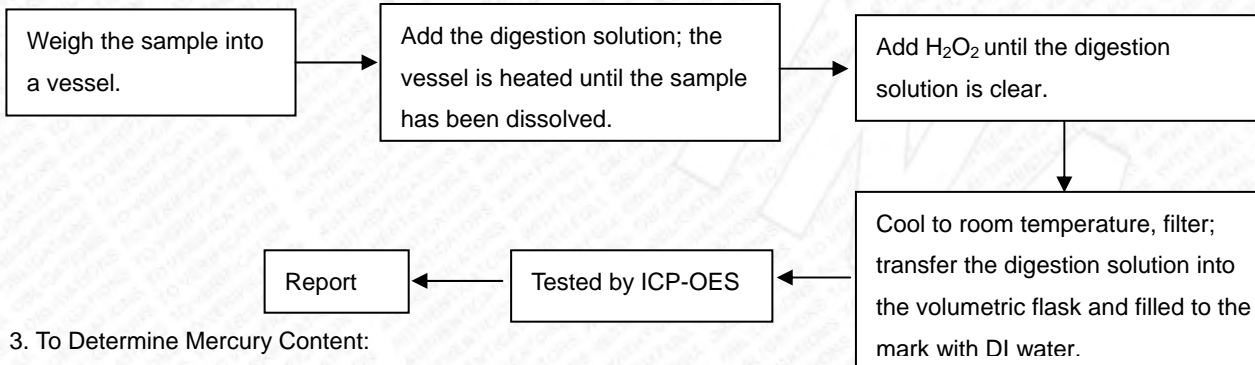 Weigh the sample into
a vessel.
Add the digestion solution; the
vessel is heated until the sample
has been dissolved.
Add H₂O₂ until the digestion
solution is clear.
Cool to room temperature, filter;
transfer the digestion solution into
the volumetric flask and filled to the
mark with DI water.
Tested by ICP-OES
Report
3. To Determine Mercury Content: